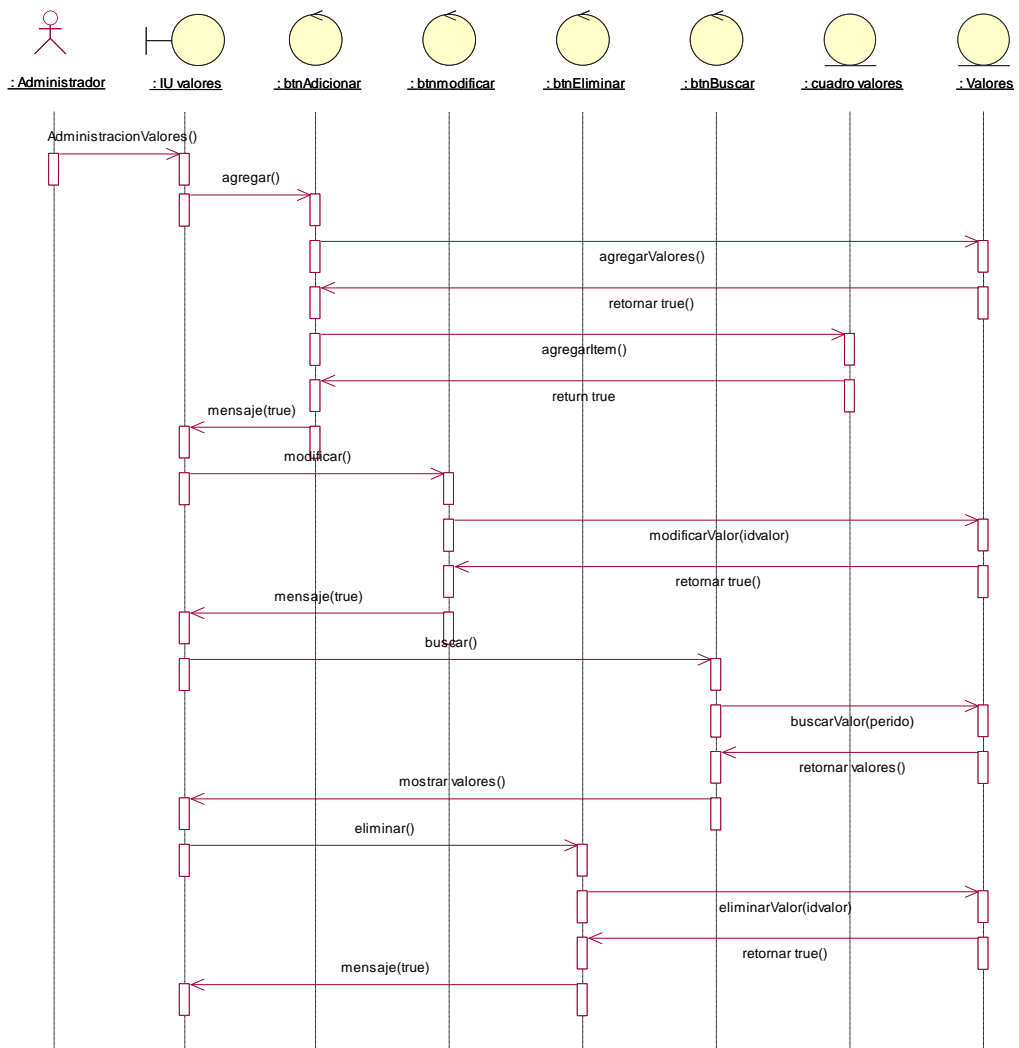 : Administrador
: IU valores
: btnAdicionar
: btnmodificar
: btnEliminar
: btnBuscar
: cuadro valores
: Valores
AdministracionValores()
agregar()
agregarValores()
retornar true()
agregarItem()
return true
mensaje(true)
modificar()
modificarValor(idvalor)
retornar true()
mensaje(true)
buscar()
buscarValor(perido)
retornar valores()
mostrar valores()
eliminar()
eliminarValor(idvalor)
retornar true()
mensaje(true)